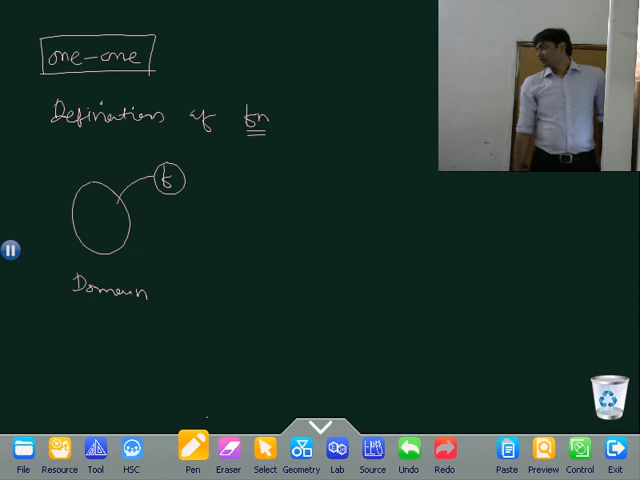 one-one
Definations of fn
f
Domain
File Resource Tool HSC Pen Eraser Select Geometry Lab Source Undo Redo Paste Preview Control Exit